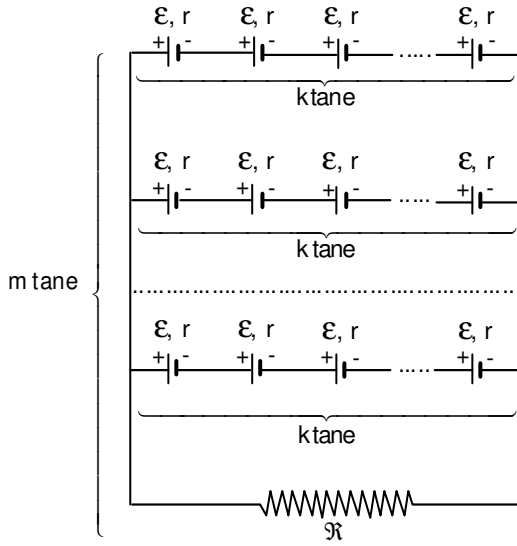 ε, r ε, r ε, r ε, r
+ - + - + - ..... + -
k tane
ε, r ε, r ε, r ε, r
+ - + - + - ..... + -
k tane
m tane
ε, r ε, r ε, r ε, r
+ - + - + - ..... + -
k tane
ℜ